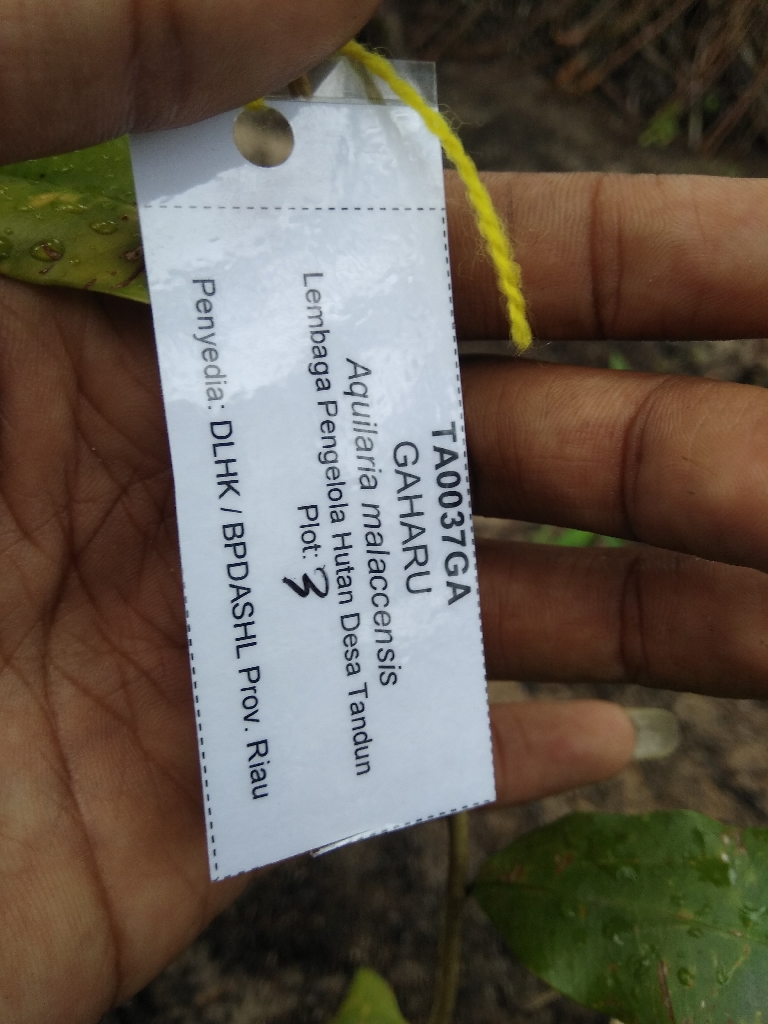 TA0037GA
GAHARU
Aquilaria malaccensis
Lembaga Pengelola Hutan Desa Tandun
Plot: 3
Penyedia: DLHK / BPDASHL Prov. Riau